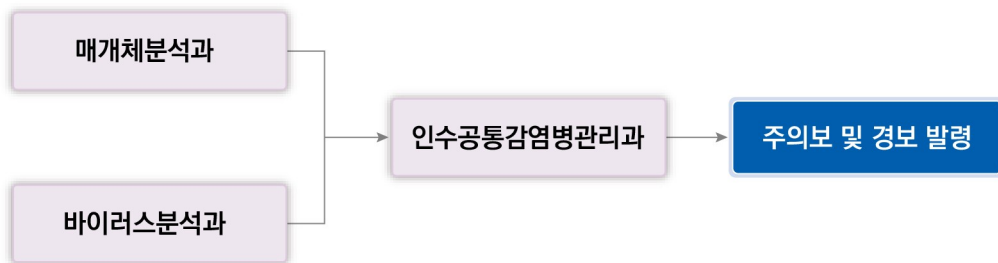 매개체분석과
인수공통감염병관리과
주의보 및 경보 발령
바이러스분석과